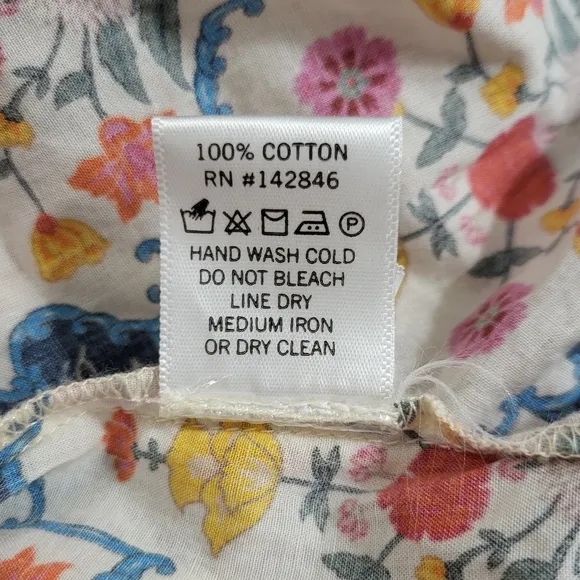 100% COTTON
RN #142846
P
HAND WASH COLD
DO NOT BLEACH
LINE DRY
MEDIUM IRON
OR DRY CLEAN